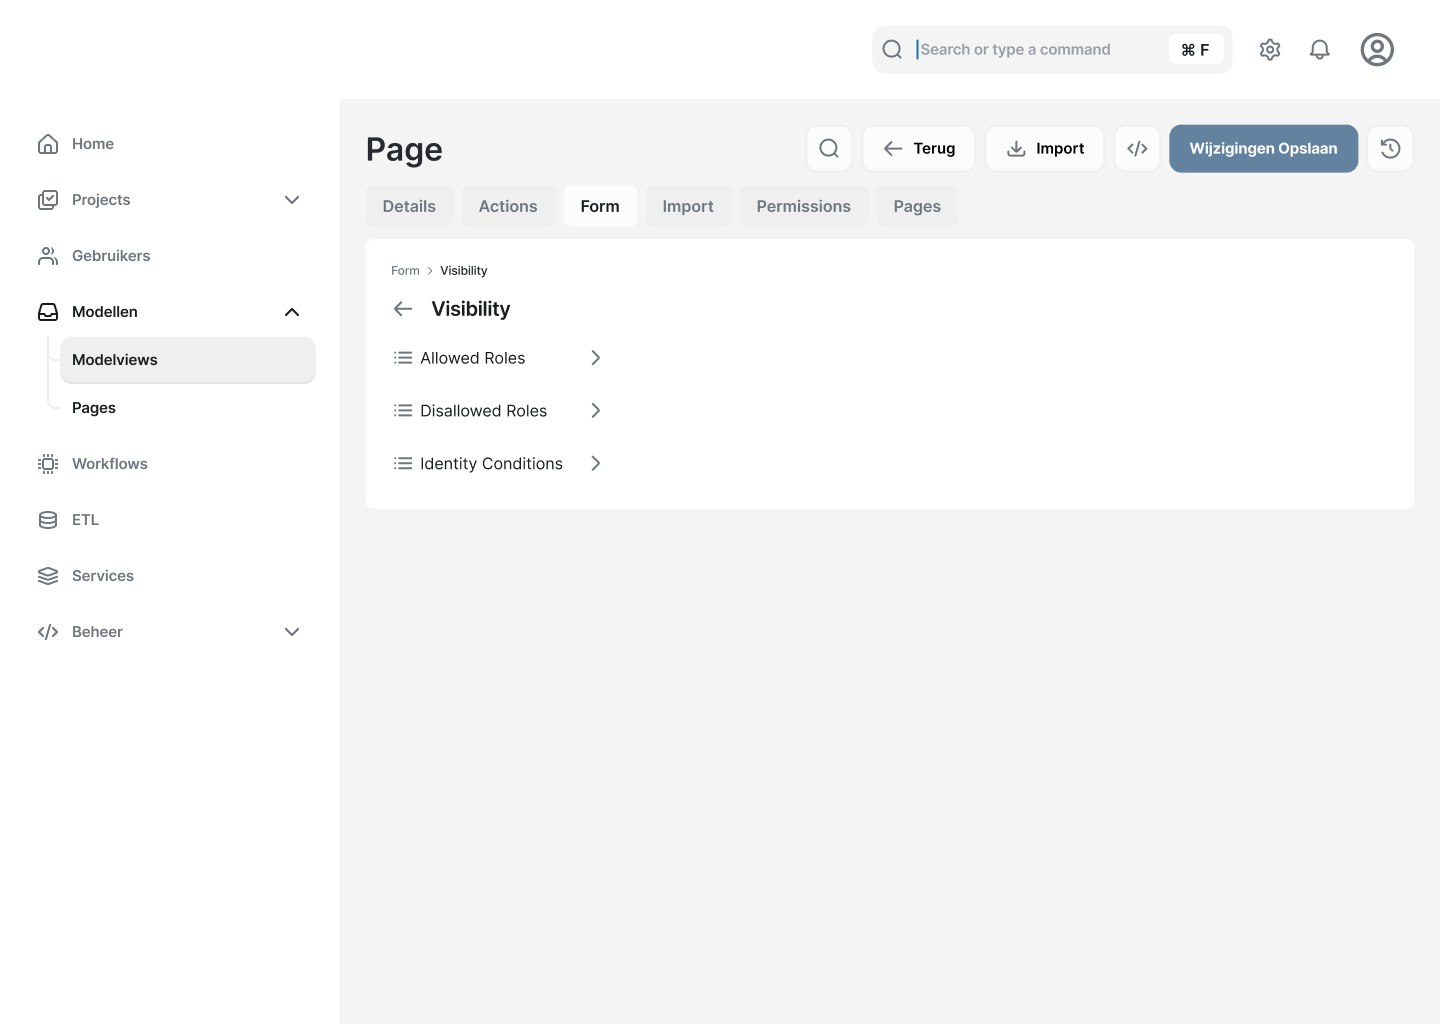 Search or type a command
⌘ F
Home
Projects
Gebruikers
Modellen
Modelviews
Pages
Workflows
ETL
Services
Beheer
Page
Terug
Import
Wijzigingen Opslaan
Details
Actions
Form
Import
Permissions
Pages
Form > Visibility
Visibility
Allowed Roles
Disallowed Roles
Identity Conditions